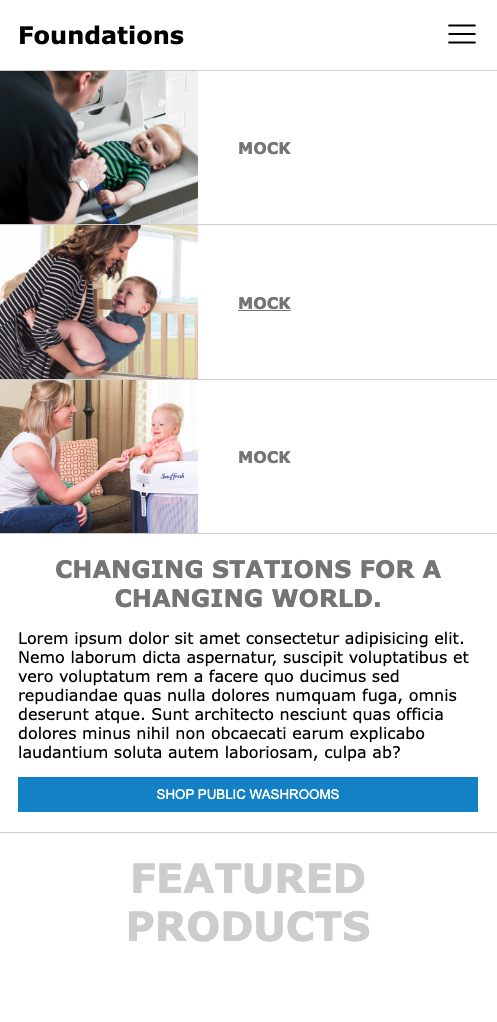 Foundations
MOCK
MOCK
MOCK
CHANGING STATIONS FOR A
CHANGING WORLD.
Lorem ipsum dolor sit amet consectetur adipisicing elit.
Nemo laborum dicta aspernatur, suscipit voluptatibus et
vero voluptatum rem a facere quo ducimus sed
repudiandae quas nulla dolores numquam fuga, omnis
deserunt atque. Sunt architecto nesciunt quas officia
dolores minus nihil non obcaecati earum explicabo
laudantium soluta autem laboriosam, culpa ab?
SHOP PUBLIC WASHROOMS
FEATURED
PRODUCTS